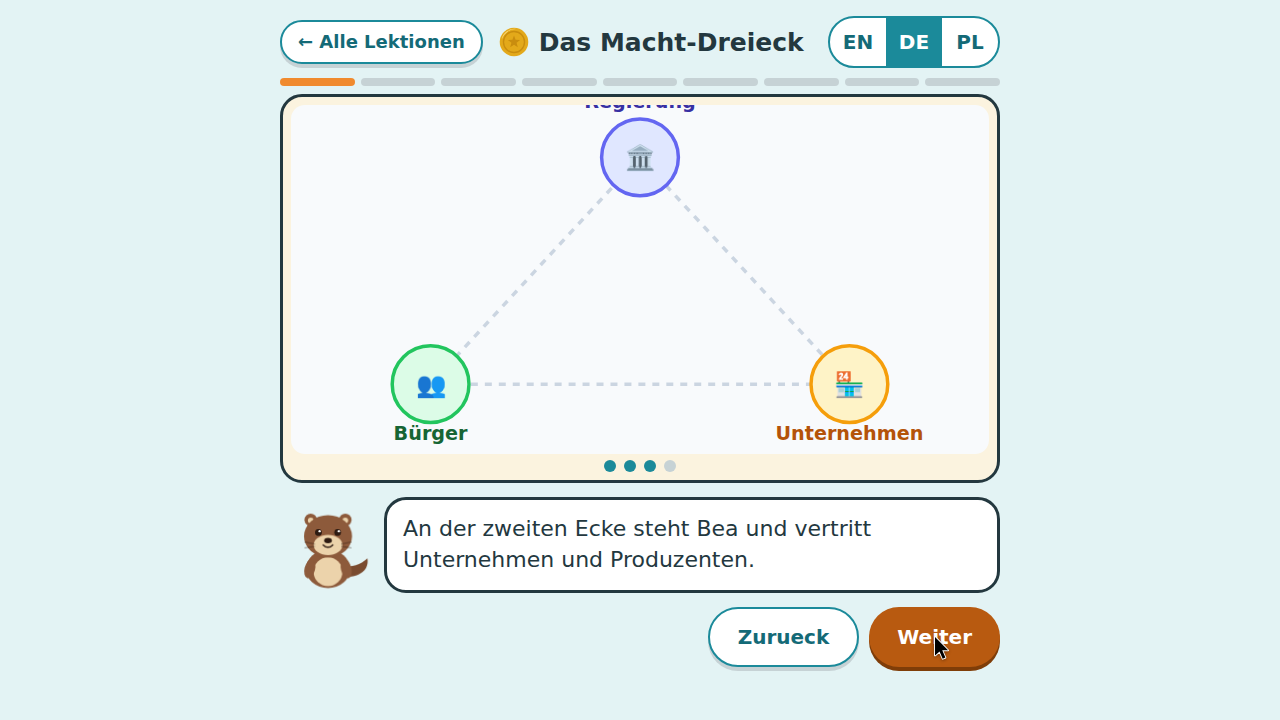 ← Alle Lektionen
Das Macht-Dreieck
EN DE PL
Regierung
Bürger
Unternehmen
An der zweiten Ecke steht Bea und vertritt
Unternehmen und Produzenten.
Zurueck
Weiter